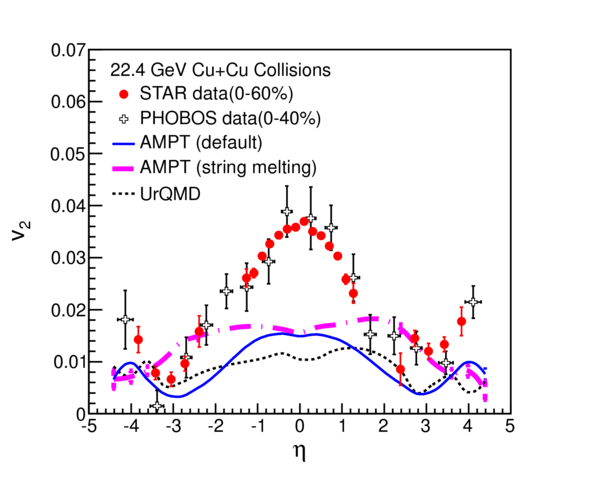 0.07
0.06
0.05
0.04
0.03
0.02
0.01
0
v2
22.4 GeV Cu+Cu Collisions
STAR data(0-60%)
PHOBOS data(0-40%)
AMPT (default)
AMPT (string melting)
UrQMD
-5 -4 -3 -2 -1 0 1 2 3 4 5
η